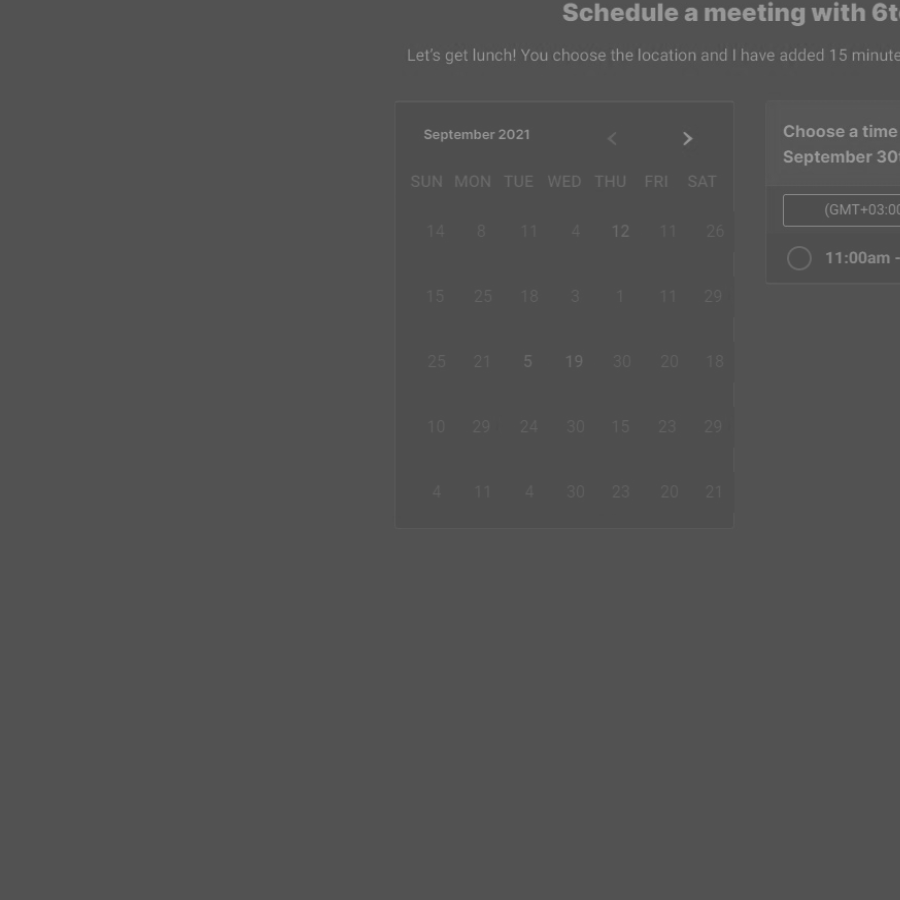 Schedule a meeting with 6t
Let's get lunch! You choose the location and I have added 15 minute
September 2021
SUN MON TUE WED THU FRI SAT
14 8 11 4 12 11 26
15 25 18 3 1 11 29
25 21 5 19 30 20 18
10 29 24 30 15 23 29
4 11 4 30 23 20 21
Choose a time
September 30
(GMT+03:00
11:00am -